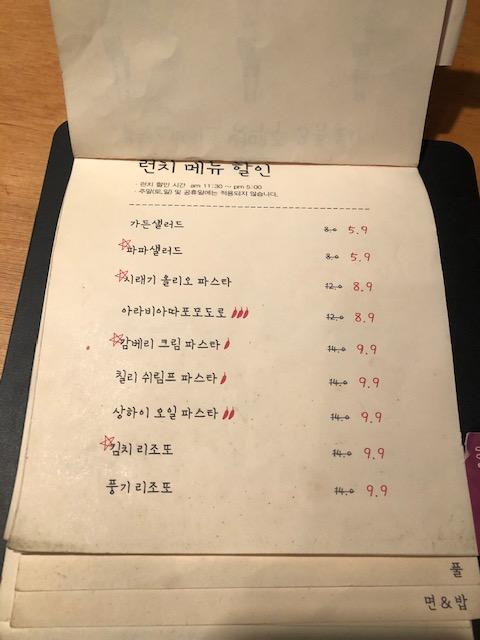 런치 메뉴 할인
· 런치 할인 시간 am 11:30 ~ pm 5:00
· 주말(토,일) 및 공휴일에는 적용되지 않습니다.
가든샐러드 8.0 5.9
파파샐러드 8.0 5.9
시래기 올리오 파스타 12.0 8.9
아라비아따포모도로 12.0 8.9
감베리 크림 파스타 14.0 9.9
칠리 쉬림프 파스타 14.0 9.9
상하이 오일 파스타 14.0 9.9
김치 리조또 14.0 9.9
풍기 리조또 14.0 9.9
풀
면 & 밥